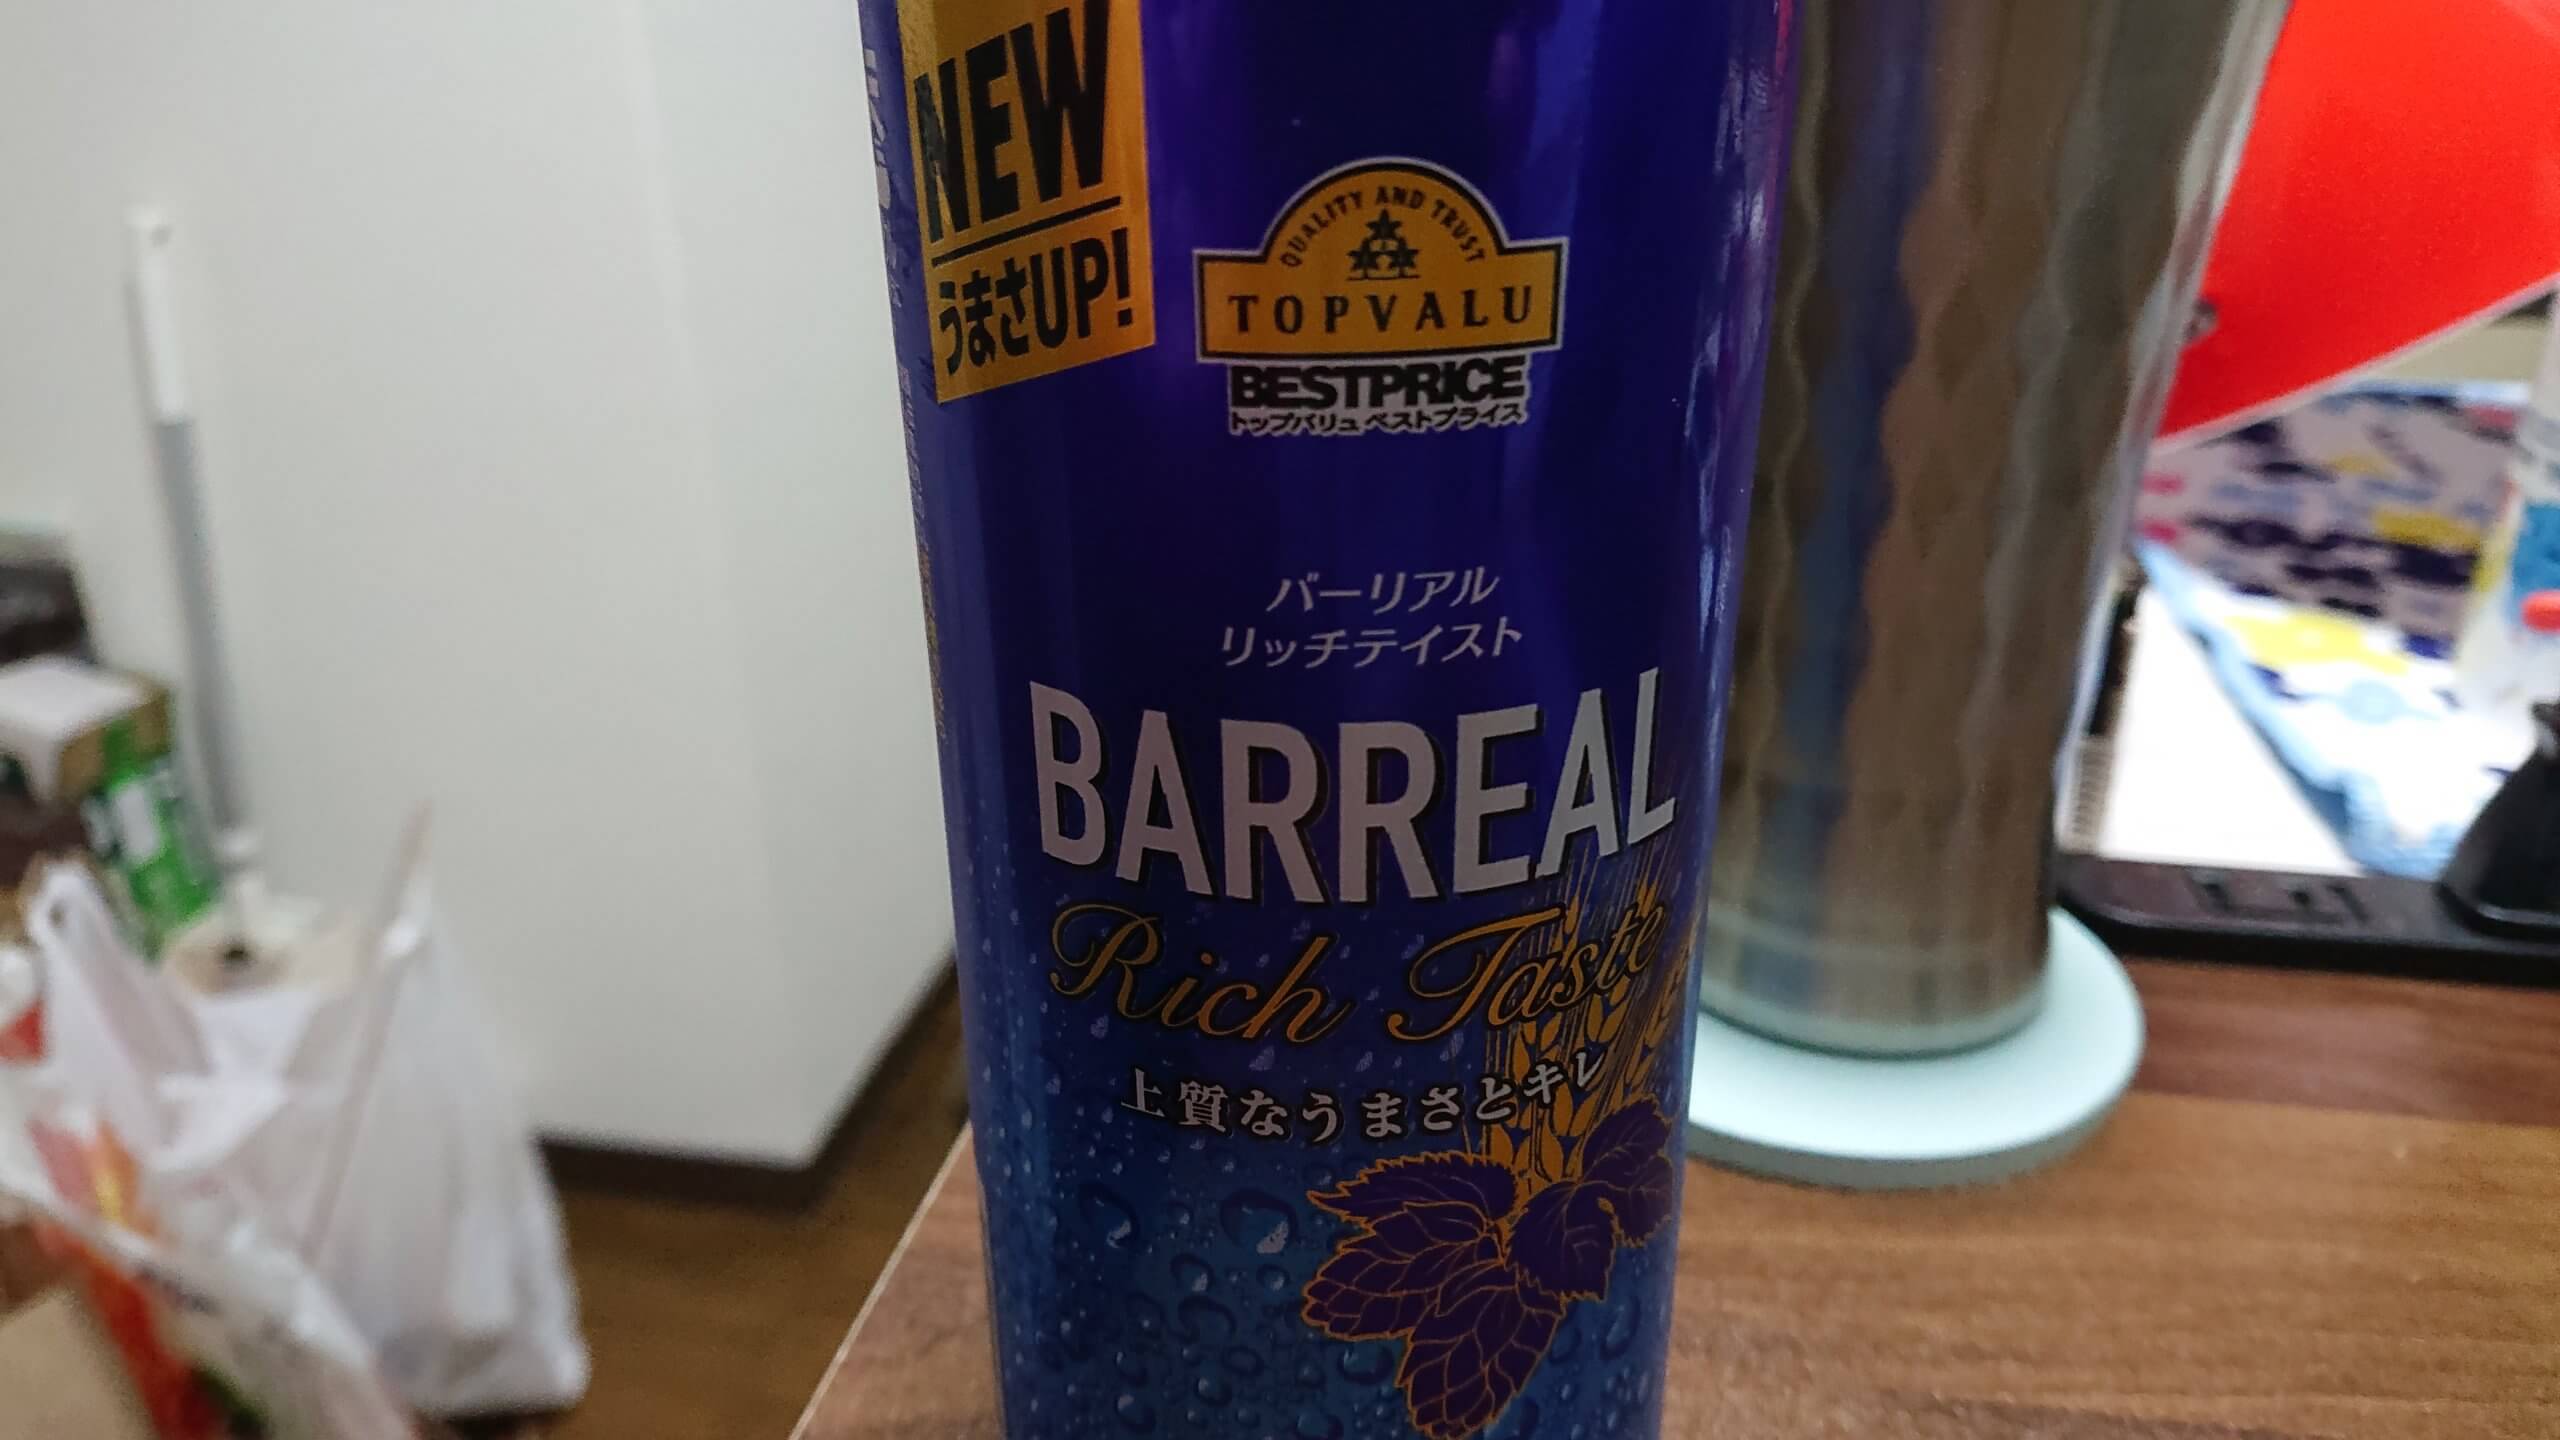 NEW
うまさUP!
QUALITY AND TRUST
TOPVALU
BESTPRICE
トップバリュ ベストプライス
バーリアル
リッチテイスト
BARREAL
Rich Taste
上質なうまさとキレ